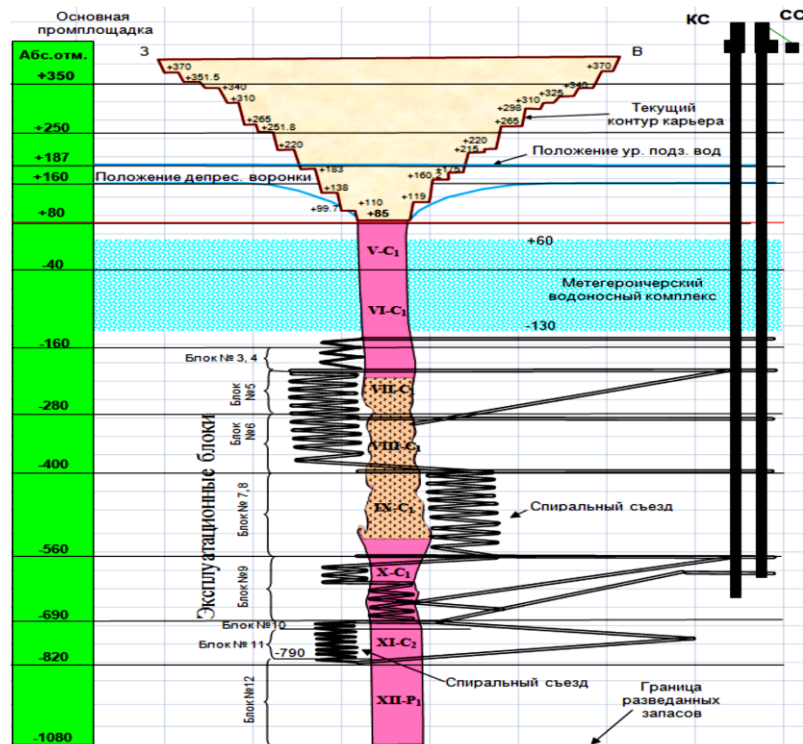 Основная
промплощадка
КС
СС
Абс.отм.
З
В
+370
+370
+350
+351.5
+340
+340
+325
+310
+310
+298
Текущий
контур карьера
+265
+265
+250
+251.8
+220
+220
+215
Положение ур. подз. вод
+187
+183
+175
+160
Положение депрес. воронки
+160
+138
+110
+119
+99.7
+85
+80
+60
V-C₁
-40
Метегероичерский
водоносный комплекс
VI-C₁
-130
-160
Блок № 3, 4
Блок
№5
VII-C
-280
Блок
№6
VIII-C₁
Эксплуатационные блоки
-400
Блок № 7,8
IX-C₁
Спиральный съезд
-560
Блок №9
X-C₁
-690
Блок №10
Блок № 11
XI-C₂
-790
-820
Спиральный съезд
Блок №12
XII-P₁
Граница
разведанных
запасов
-1080